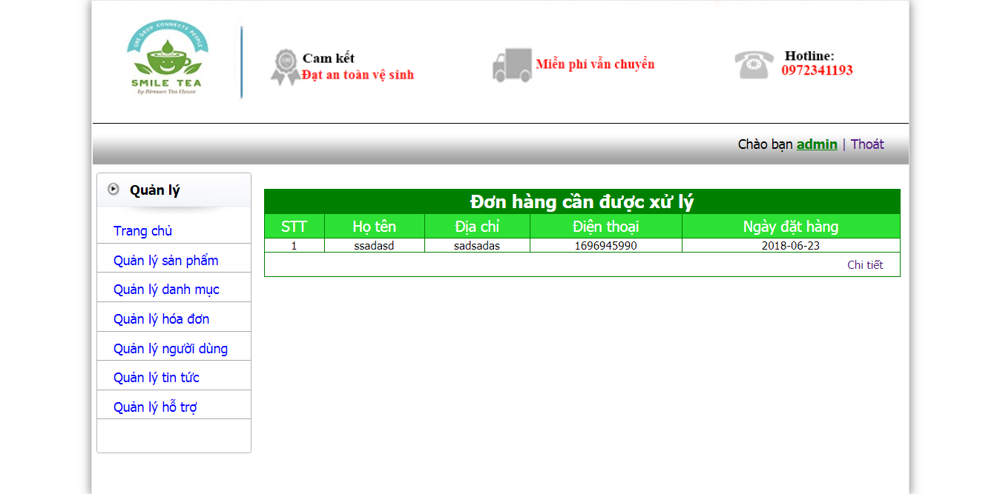 ONE DROP CONNECTS PEOPLE
SMILE TEA
by Birouen Tea House
Cam kết
Đạt an toàn vệ sinh
Miễn phí vẫn chuyển
Hotline:
0972341193
Chào bạn admin | Thoát
Quản lý
Trang chủ
Quản lý sản phẩm
Quản lý danh mục
Quản lý hóa đơn
Quản lý người dùng
Quản lý tin tức
Quản lý hỗ trợ
Đơn hàng cần được xử lý
STT Họ tên Địa chỉ Điện thoại Ngày đặt hàng
1 ssadasd sadsadas 1696945990 2018-06-23
Chi tiết